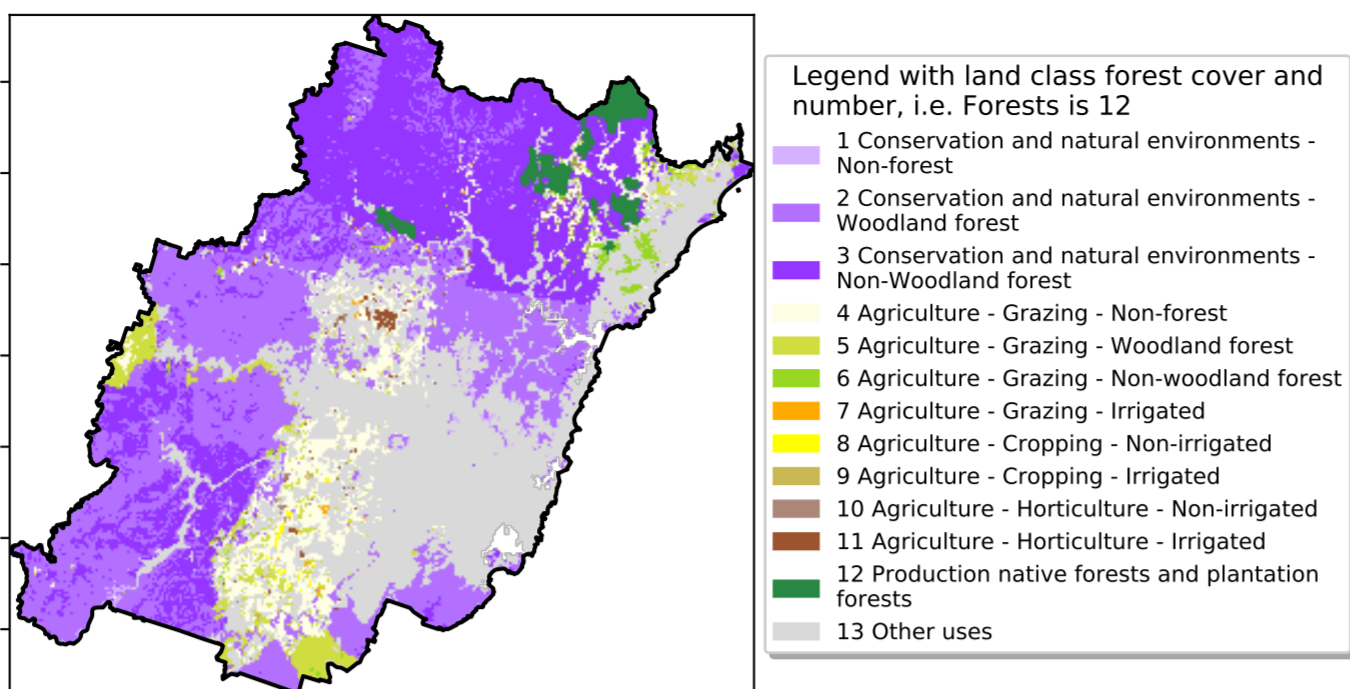 Legend with land class forest cover and
number, i.e. Forests is 12
1 Conservation and natural environments -
Non-forest
2 Conservation and natural environments -
Woodland forest
3 Conservation and natural environments -
Non-Woodland forest
4 Agriculture - Grazing - Non-forest
5 Agriculture - Grazing - Woodland forest
6 Agriculture - Grazing - Non-woodland forest
7 Agriculture - Grazing - Irrigated
8 Agriculture - Cropping - Non-irrigated
9 Agriculture - Cropping - Irrigated
10 Agriculture - Horticulture - Non-irrigated
11 Agriculture - Horticulture - Irrigated
12 Production native forests and plantation
forests
13 Other uses